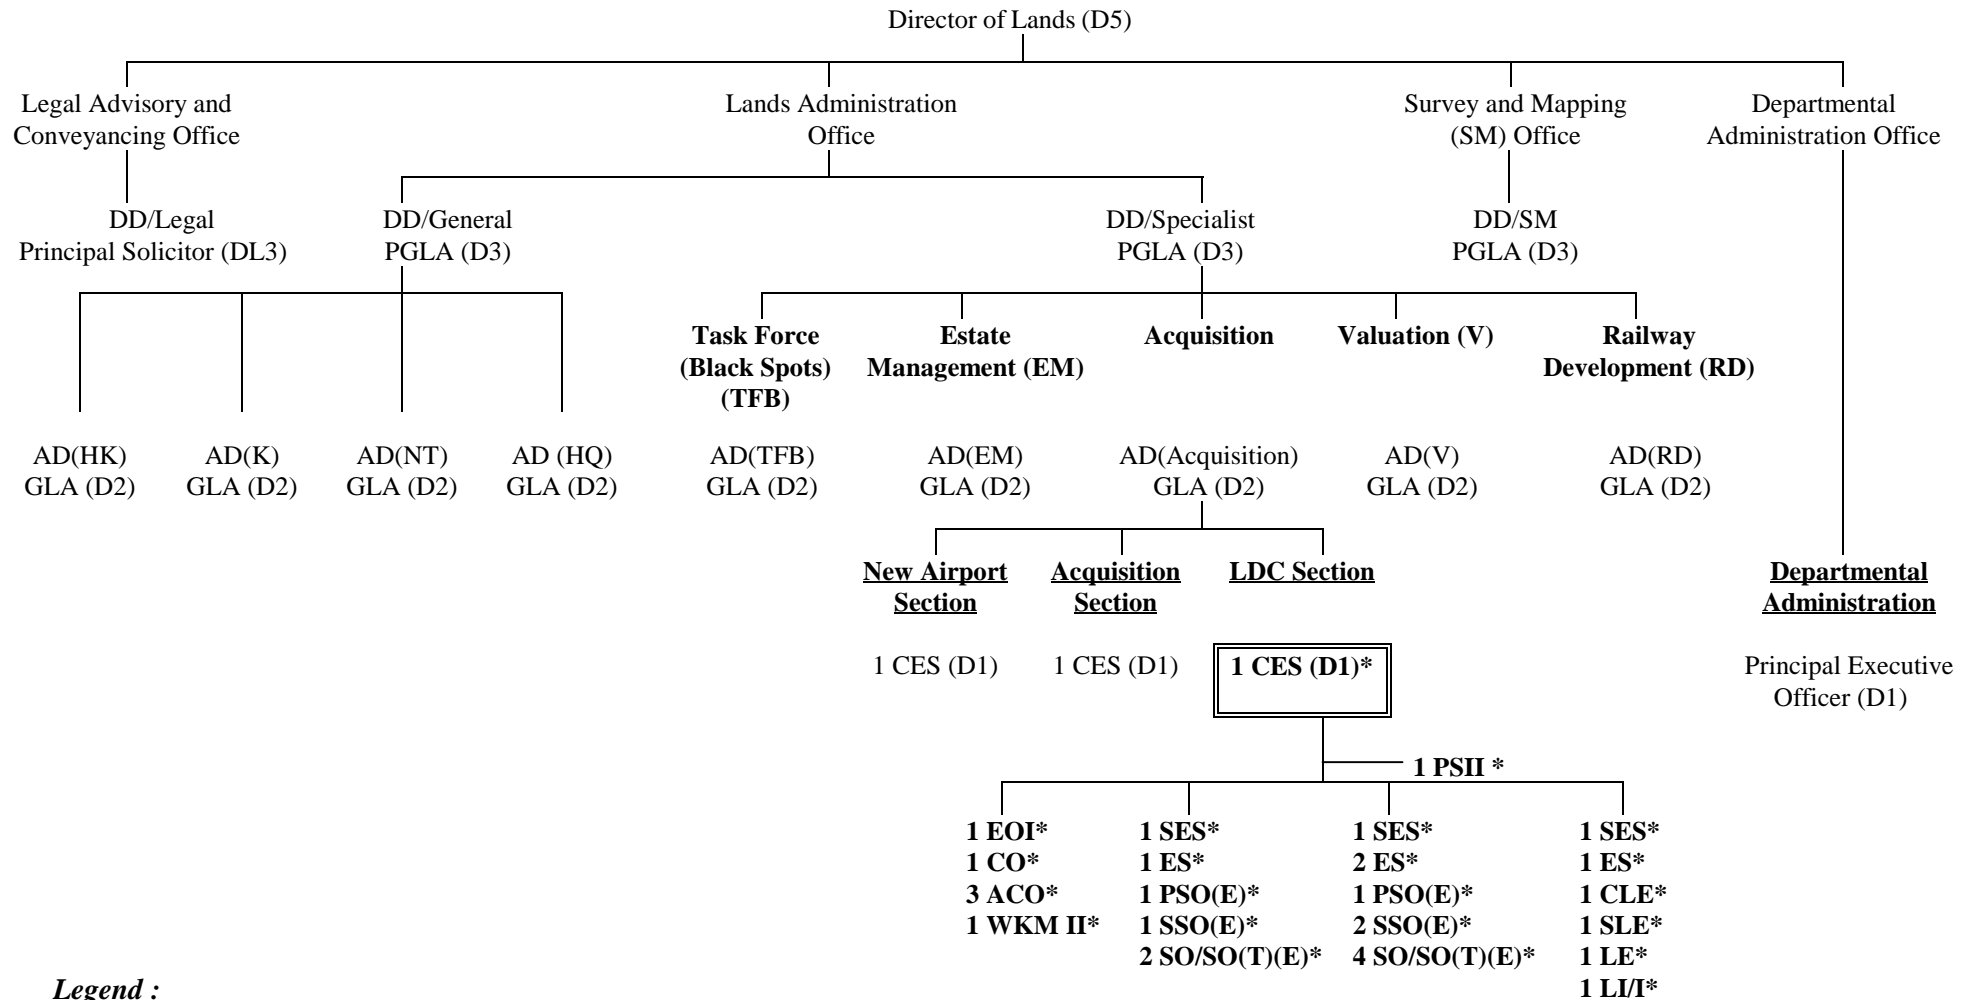 Director of Lands (D5)
Legal Advisory and
Conveyancing Office
Lands Administration
Office
Survey and Mapping
(SM) Office
Departmental
Administration Office
DD/Legal
Principal Solicitor (DL3)
DD/General
PGLA (D3)
DD/Specialist
PGLA (D3)
DD/SM
PGLA (D3)
Task Force
(Black Spots)
(TFB)
Estate
Management (EM)
Acquisition
Valuation (V)
Railway
Development (RD)
AD(HK)
GLA (D2)
AD(K)
GLA (D2)
AD(NT)
GLA (D2)
AD (HQ)
GLA (D2)
AD(TFB)
GLA (D2)
AD(EM)
GLA (D2)
AD(Acquisition)
GLA (D2)
AD(V)
GLA (D2)
AD(RD)
GLA (D2)
New Airport
Section
Acquisition
Section
LDC Section
Departmental
Administration
1 CES (D1)
1 CES (D1)
1 CES (D1)*
Principal Executive
Officer (D1)
1 PSII *
1 EOI*
1 CO*
3 ACO*
1 WKM II*
1 SES*
1 ES*
1 PSO(E)*
1 SSO(E)*
2 SO/SO(T)(E)*
1 SES*
2 ES*
1 PSO(E)*
2 SSO(E)*
4 SO/SO(T)(E)*
1 SES*
1 ES*
1 CLE*
1 SLE*
1 LE*
1 LI/I*
Legend :